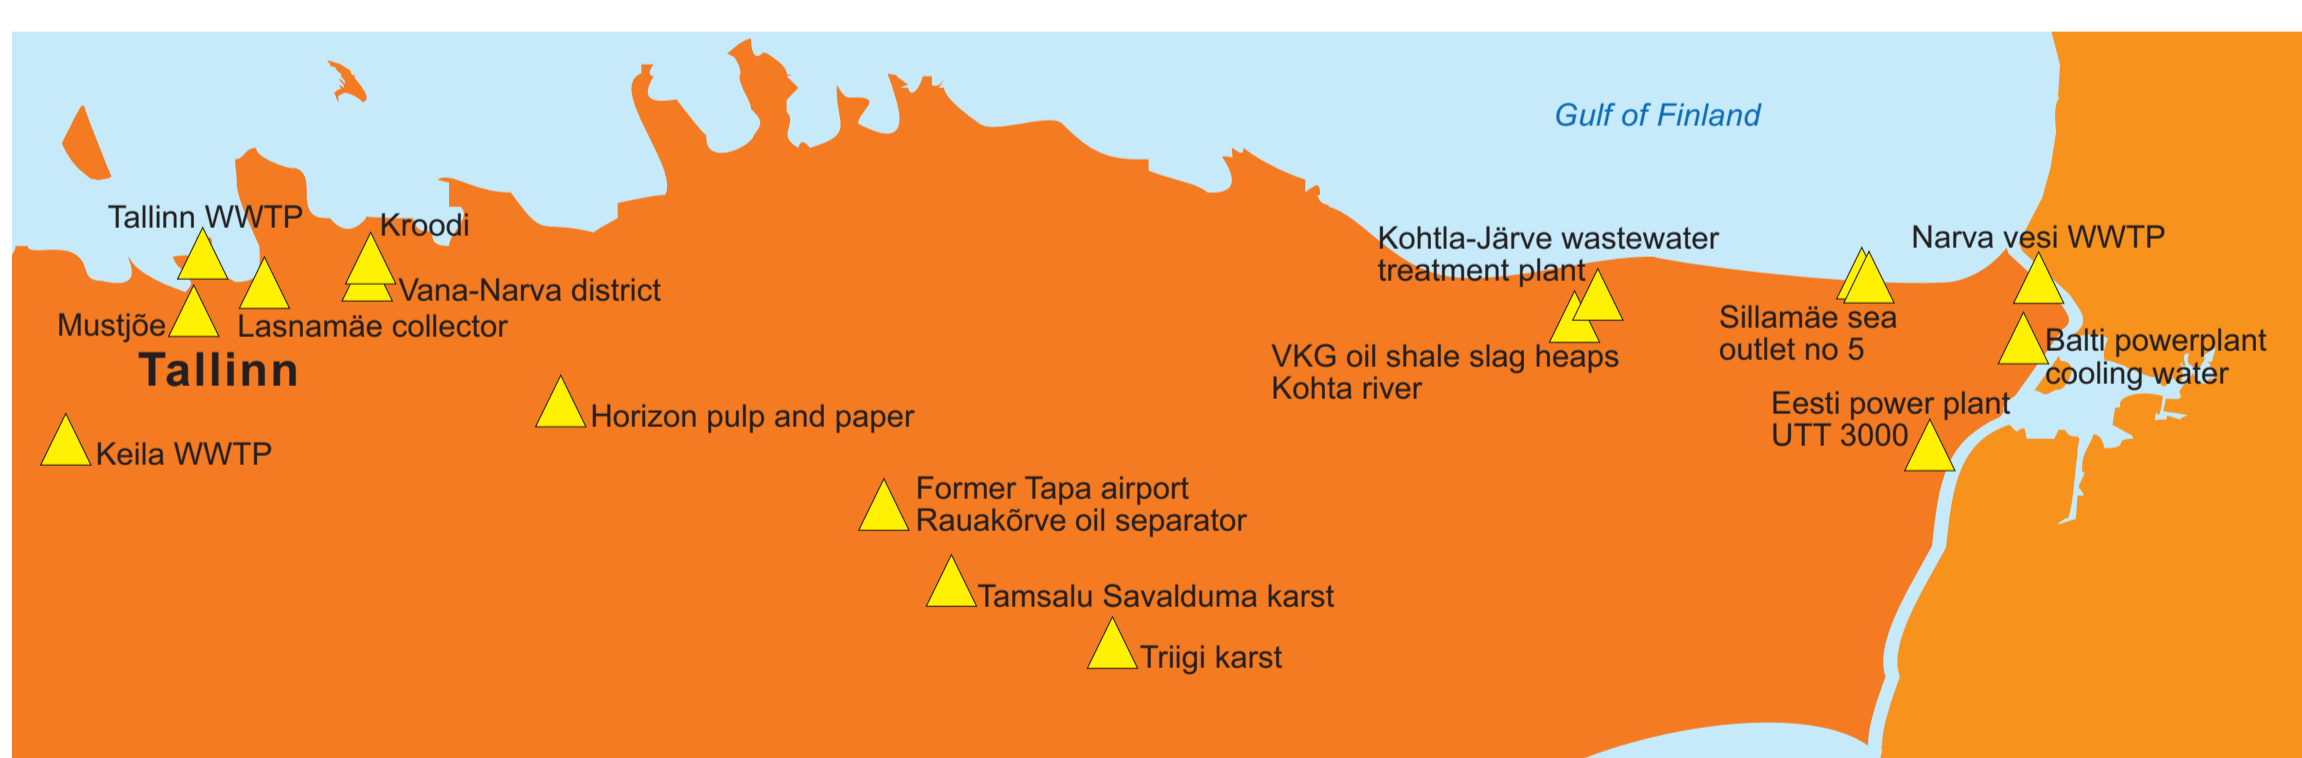 Gulf of Finland
Tallinn WWTP
Kroodi
Vana-Narva district
Mustjõe
Lasnamäe collector
Tallinn
Keila WWTP
Horizon pulp and paper
Former Tapa airport
Rauakõrve oil separator
Tamsalu Savalduma karst
Triigi karst
Kohtla-Järve wastewater
treatment plant
VKG oil shale slag heaps
Kohta river
Sillamäe sea
outlet no 5
Narva vesi WWTP
Balti powerplant
cooling water
Eesti power plant
UTT 3000